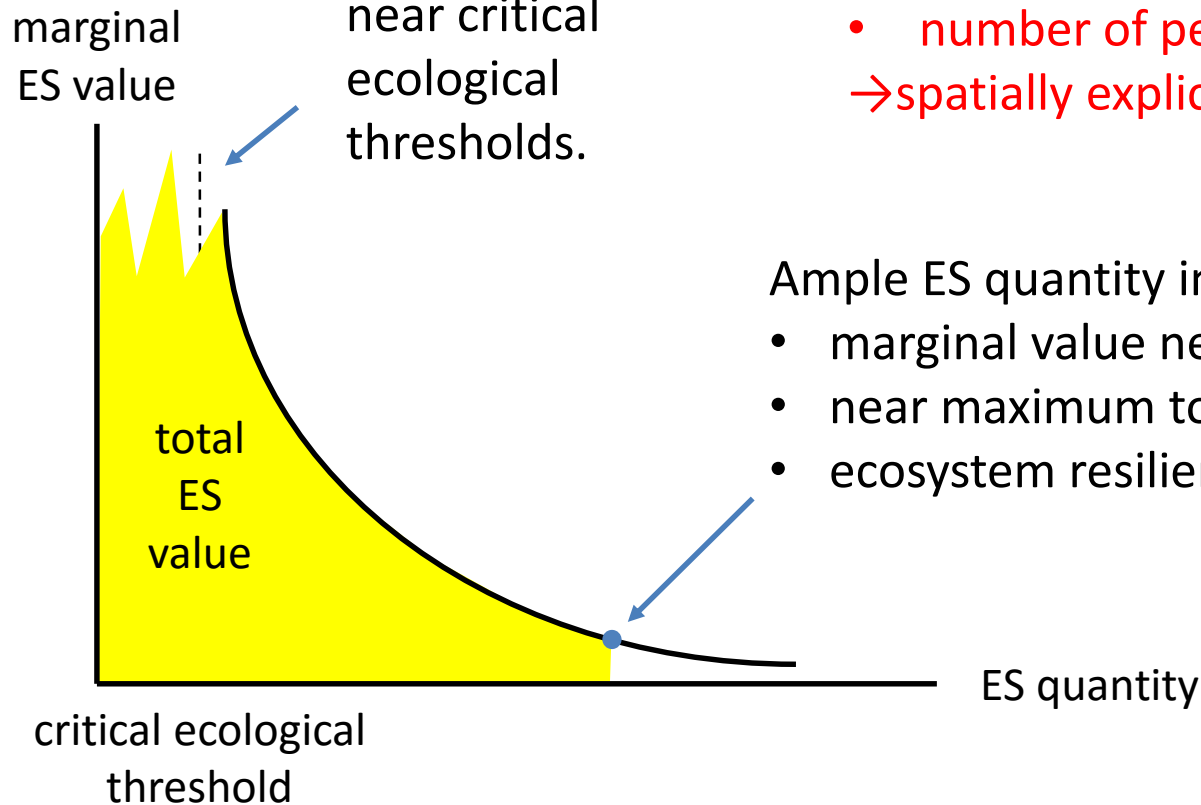 marginal
ES value
near critical
ecological
thresholds.
• number of pe
→spatially explic
Ample ES quantity i
• marginal value ne
• near maximum to
• ecosystem resilie
total
ES
value
ES quantity
critical ecological
threshold